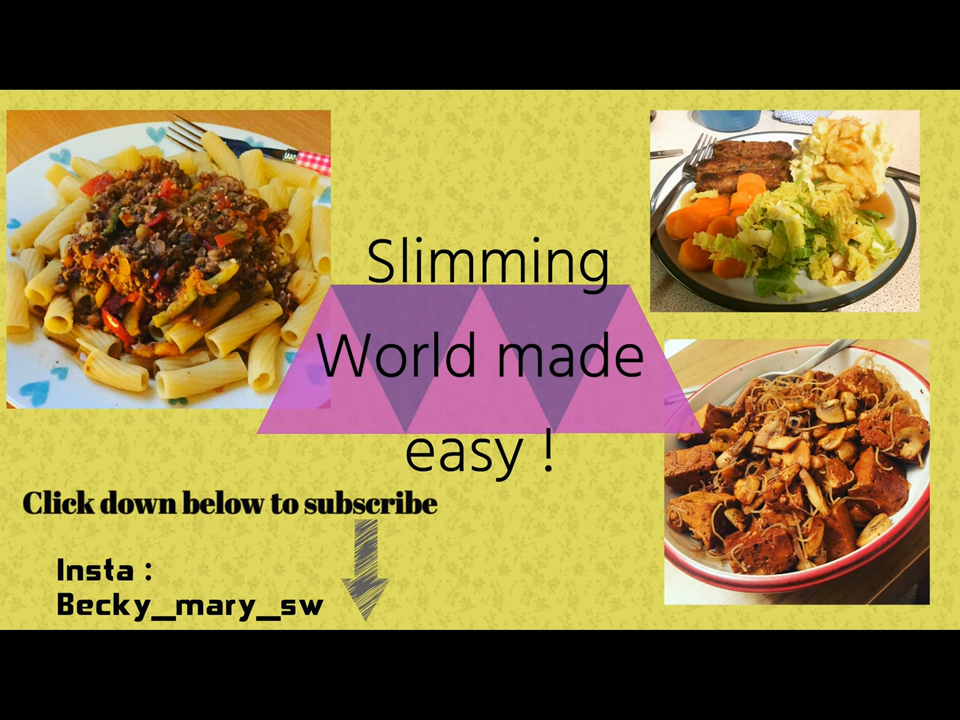 Slimming
World made
easy !
Click down below to subscribe
Insta :
Becky_mary_sw